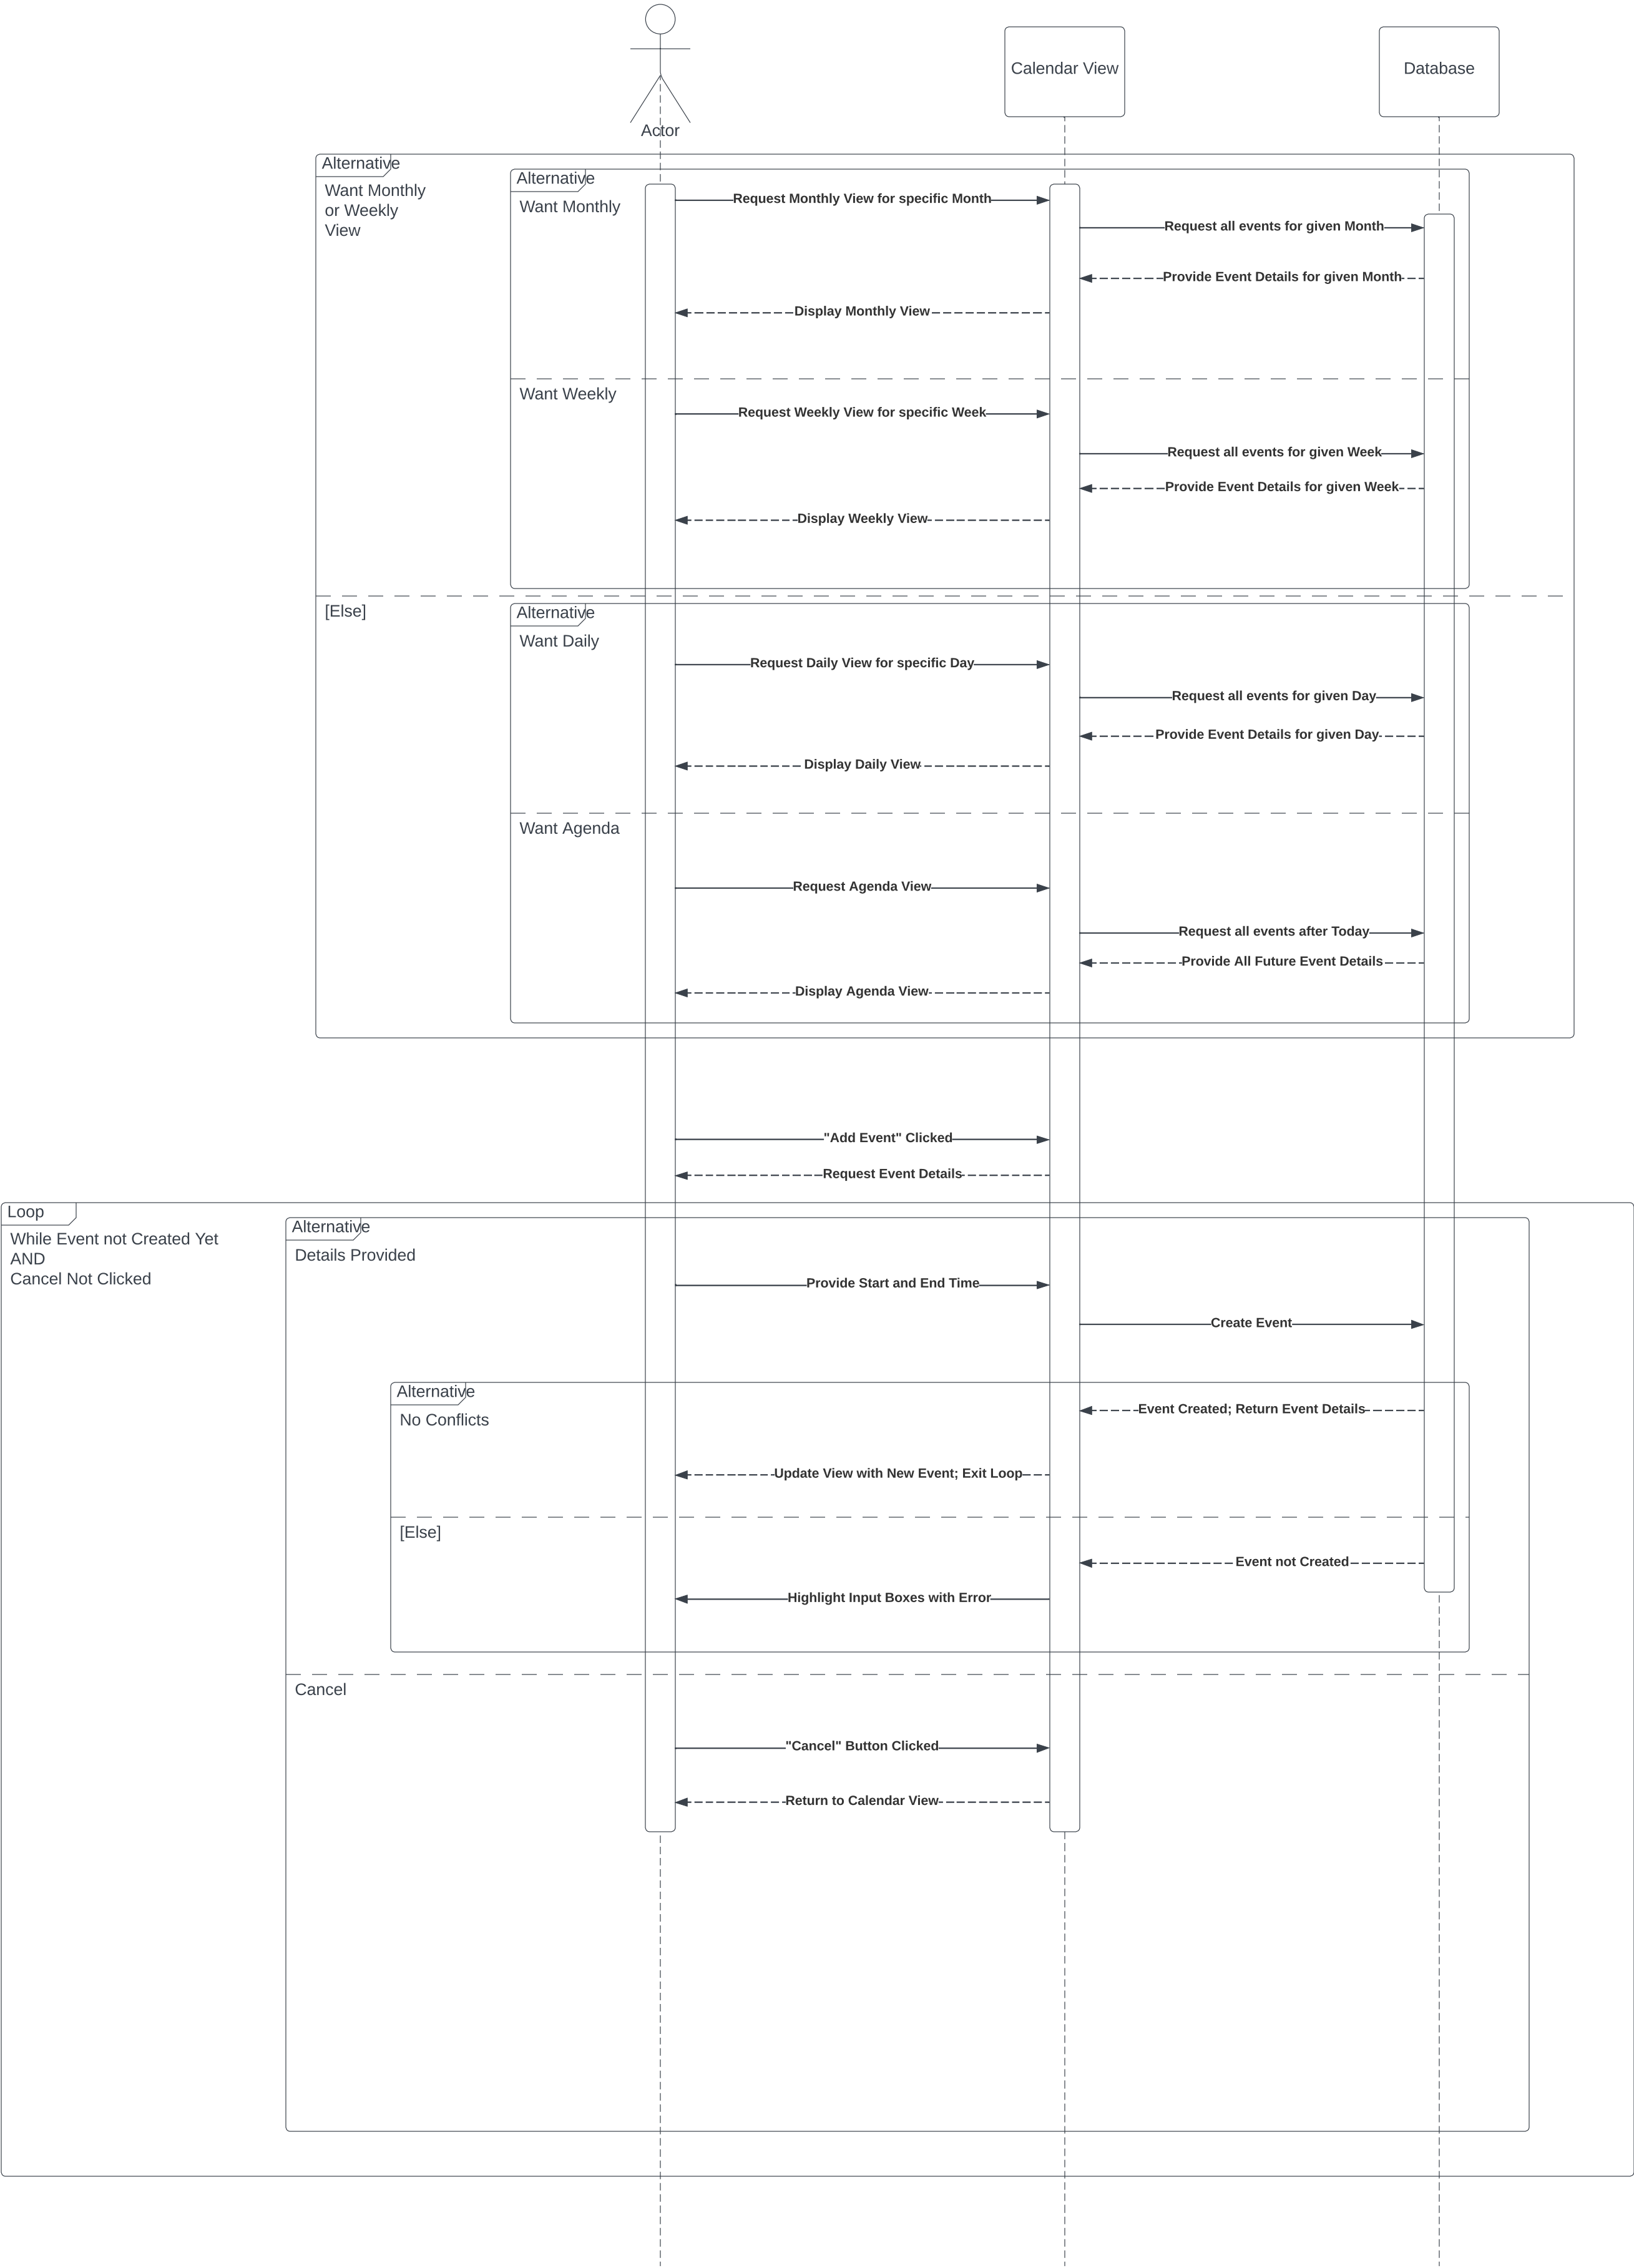 Actor
Calendar View
Database
Alternative
Want Monthly
or Weekly
View
Alternative
Want Monthly
Request Monthly View for specific Month
Request all events for given Month
Provide Event Details for given Month
Display Monthly View
Want Weekly
Request Weekly View for specific Week
Request all events for given Week
Provide Event Details for given Week
Display Weekly View
[Else]
Alternative
Want Daily
Request Daily View for specific Day
Request all events for given Day
Provide Event Details for given Day
Display Daily View
Want Agenda
Request Agenda View
Request all events after Today
Provide All Future Event Details
Display Agenda View
"Add Event" Clicked
Request Event Details
Loop
While Event not Created Yet
AND
Cancel Not Clicked
Alternative
Details Provided
Provide Start and End Time
Create Event
Alternative
No Conflicts
Event Created; Return Event Details
Update View with New Event; Exit Loop
[Else]
Event not Created
Highlight Input Boxes with Error
Cancel
"Cancel" Button Clicked
Return to Calendar View